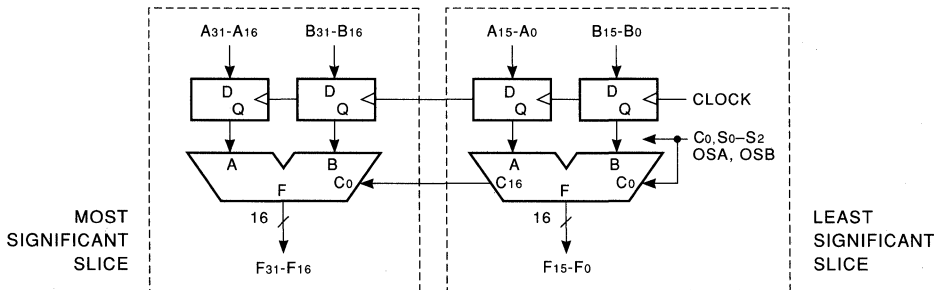 A31-A16 B31-B16 A15-A0 B15-B0
D Q D Q D Q D Q CLOCK
C0,S0–S2
OSA, OSB
A B C0 F A B C16 C0 F
16 16
MOST
SIGNIFICANT
SLICE
LEAST
SIGNIFICANT
SLICE
F31-F16 F15-F0